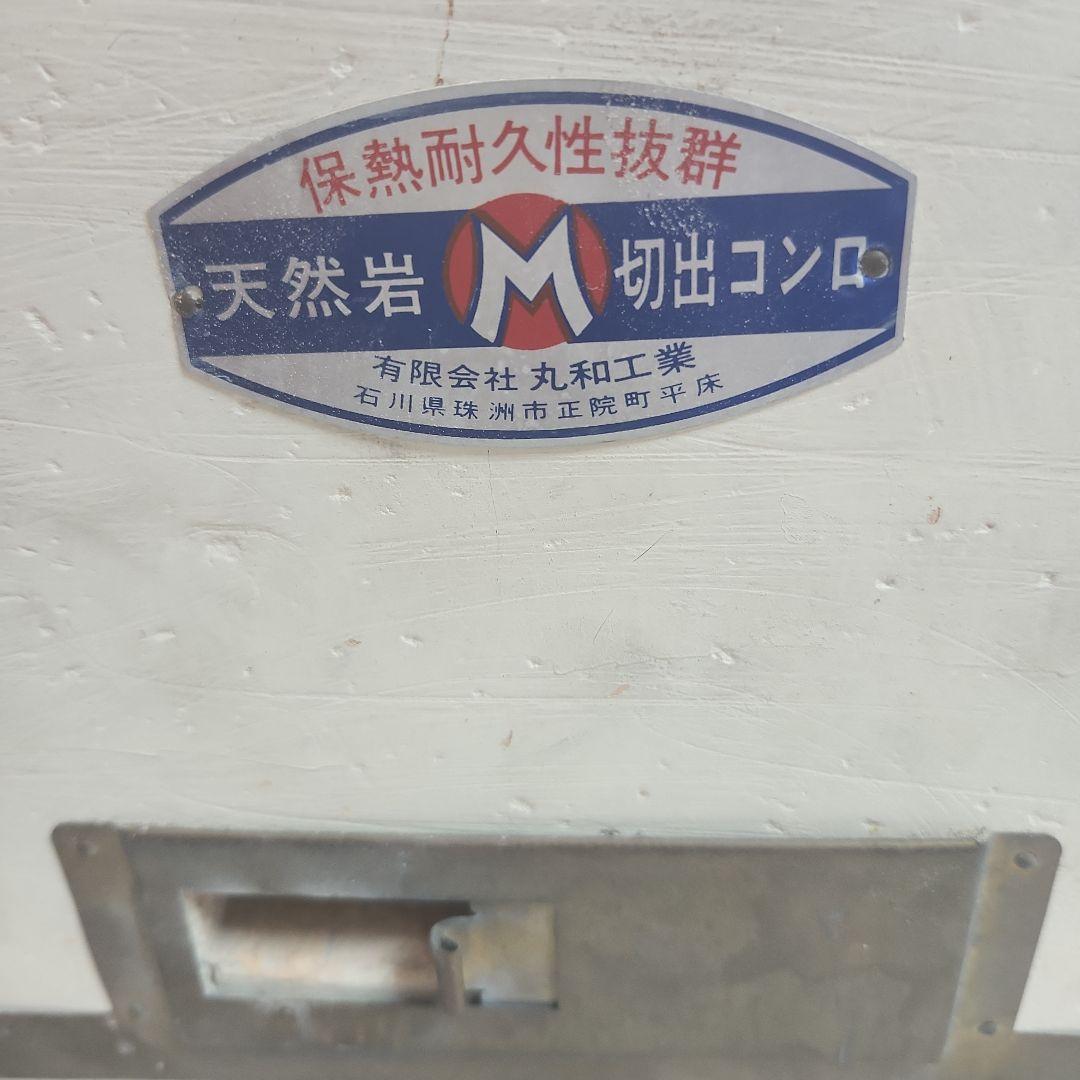 保熱耐久性抜群
天然岩 M 切出コンロ
有限会社 丸和工業
石川県珠洲市正院町平床